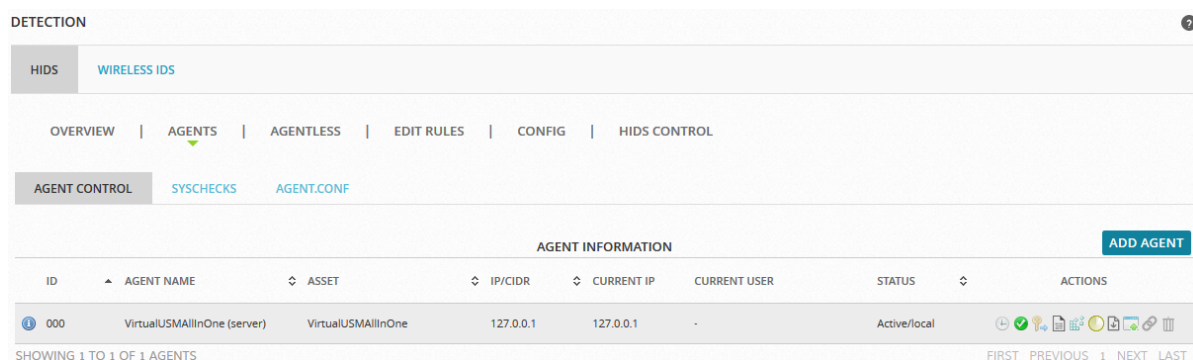 DETECTION
?
HIDS WIRELESS IDS
OVERVIEW | AGENTS | AGENTLESS | EDIT RULES | CONFIG | HIDS CONTROL
AGENT CONTROL SYSCHECKS AGENT.CONF
AGENT INFORMATION ADD AGENT
ID AGENT NAME ASSET IP/CIDR CURRENT IP CURRENT USER STATUS ACTIONS
000 VirtualUSMAllInOne (server) VirtualUSMAllInOne 127.0.0.1 127.0.0.1 - Active/local
SHOWING 1 TO 1 OF 1 AGENTS FIRST PREVIOUS 1 NEXT LAST